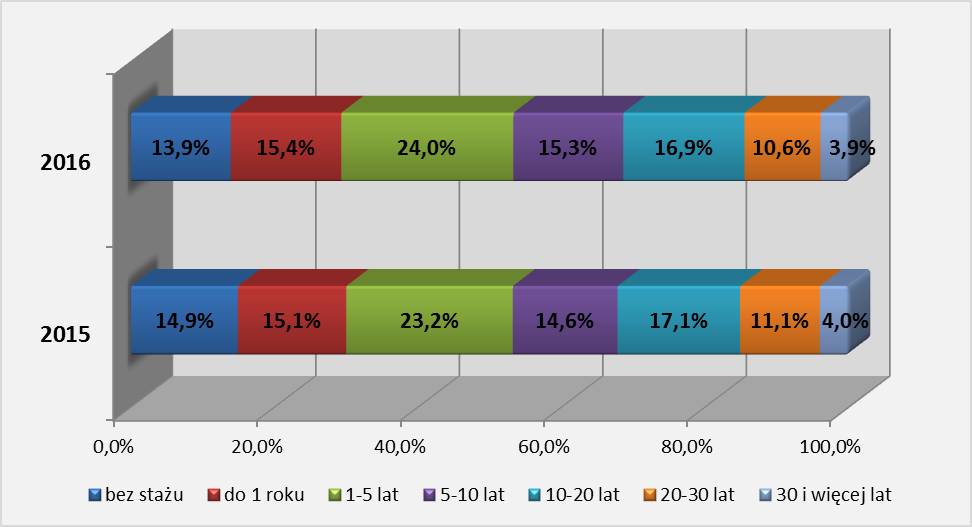 2016
13,9% 15,4% 24,0% 15,3% 16,9% 10,6% 3,9%
2015
14,9% 15,1% 23,2% 14,6% 17,1% 11,1% 4,0%
0,0% 20,0% 40,0% 60,0% 80,0% 100,0%
bez stażu do 1 roku 1-5 lat 5-10 lat 10-20 lat 20-30 lat 30 i więcej lat